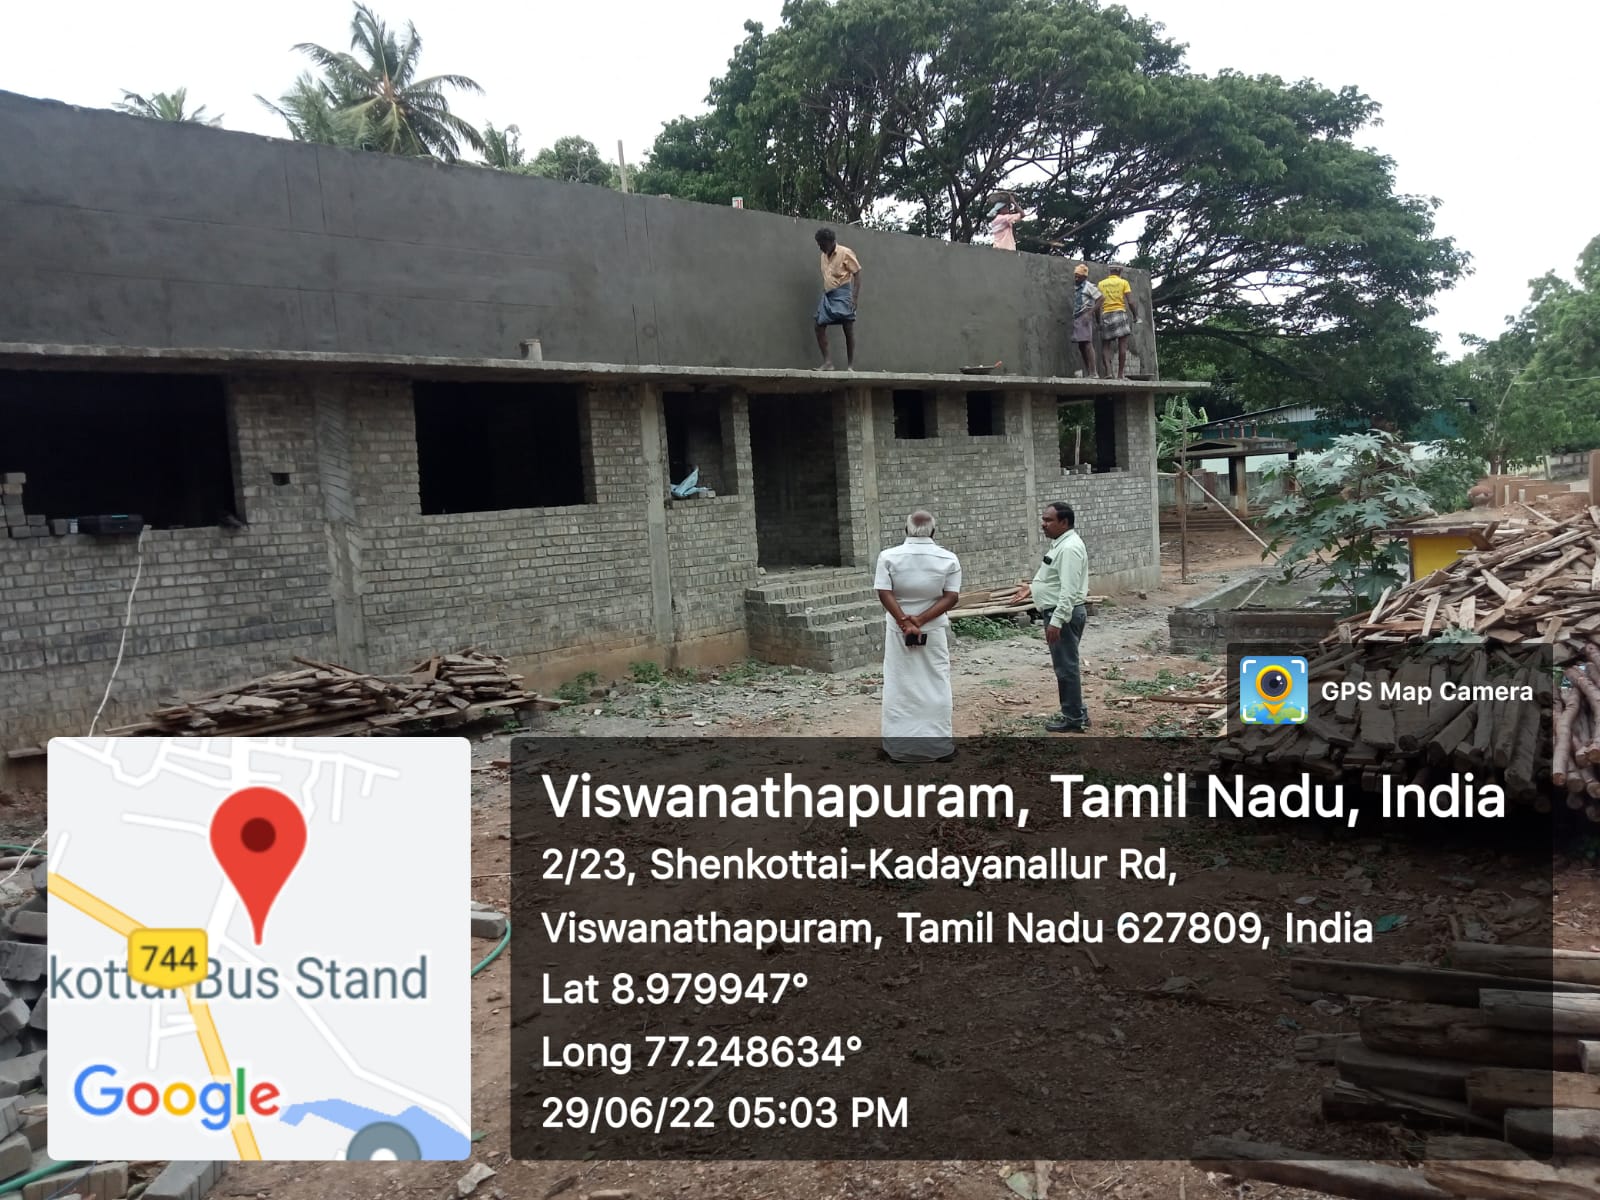 GPS Map Camera
Viswanathapuram, Tamil Nadu, India
2/23, Shenkottai-Kadayanallur Rd,
Viswanathapuram, Tamil Nadu 627809, India
Lat 8.979947°
Long 77.248634°
29/06/22 05:03 PM
744
kottai Bus Stand
Google